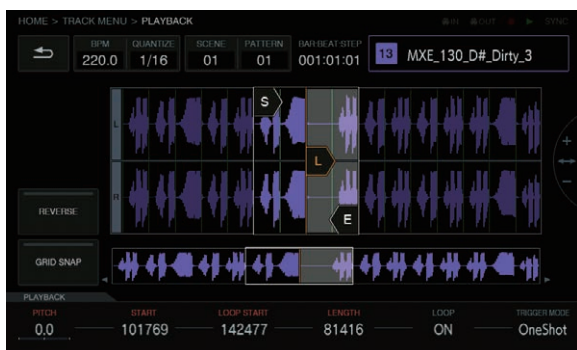 HOME > TRACK MENU > PLAYBACK
IN OUT SYNC
BPM QUANTIZE SCENE PATTERN BAR:BEAT:STEP
220.0 1/16 01 01 001:01:01 13 MXE_130_D#_Dirty_3
S
L
L
R
E
+
-
REVERSE
GRID SNAP
PLAYBACK
PITCH START LOOP START LENGTH LOOP TRIGGER MODE
0.0 101769 142477 81416 ON OneShot